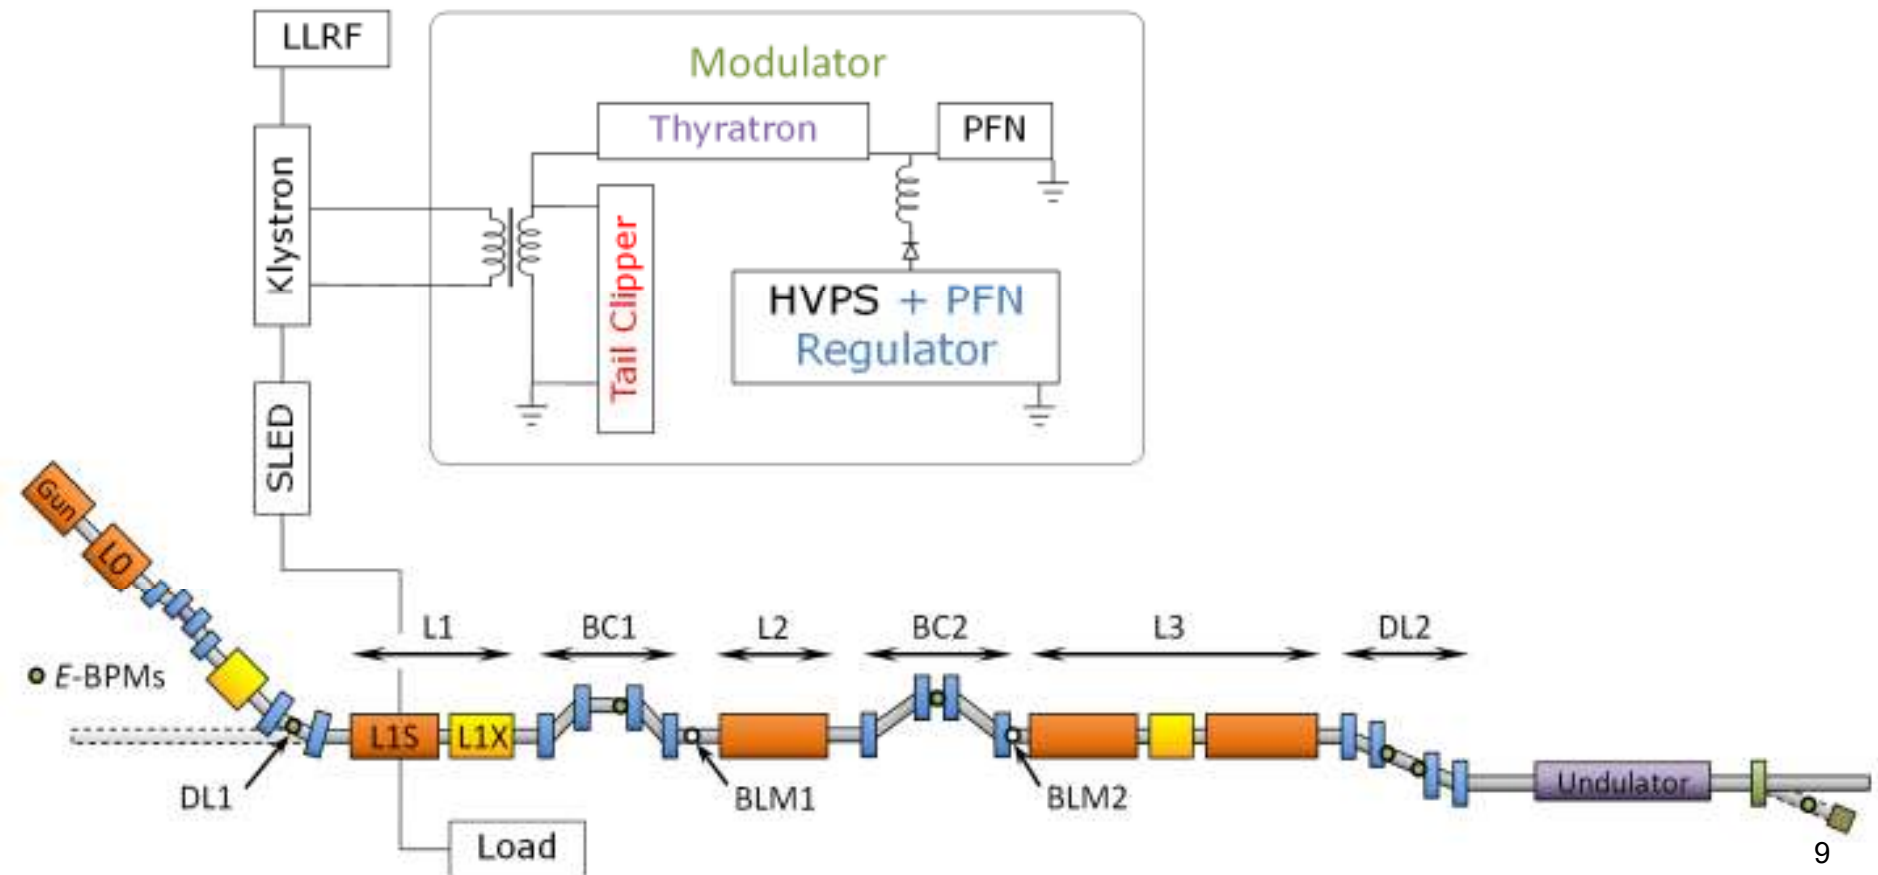 LLRF
Modulator
Thyratron
PFN
Klystron
Tail Clipper
HVPS + PFN
Regulator
SLED
Gun
L0
L1
BC1
L2
BC2
L3
DL2
E-BPMs
L1S
L1X
Undulator
DL1
BLM1
BLM2
Load
9